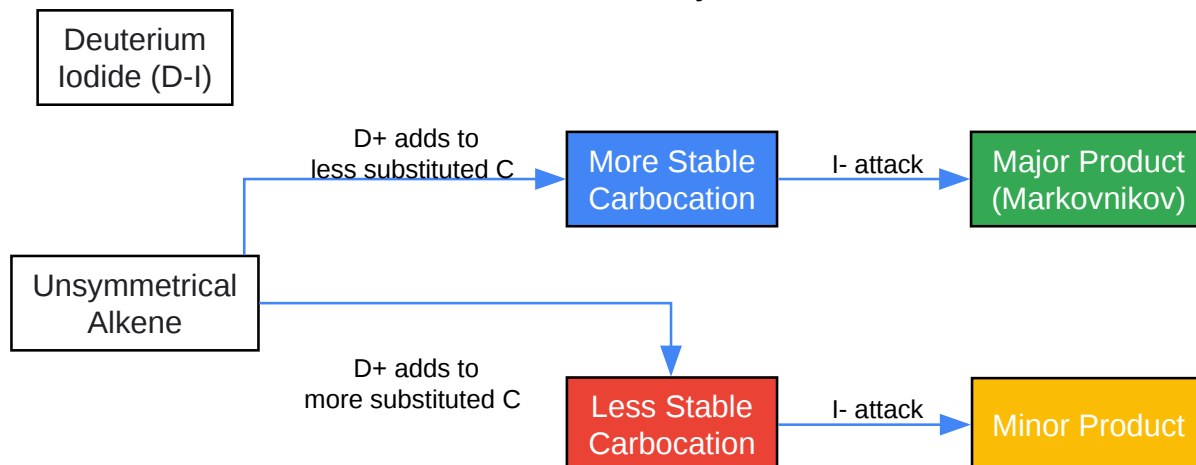 Deuterium
Iodide (D-I)
D+ adds to
less substituted C
More Stable
Carbocation
I- attack
Major Product
(Markovnikov)
Unsymmetrical
Alkene
D+ adds to
more substituted C
Less Stable
Carbocation
I- attack
Minor Product